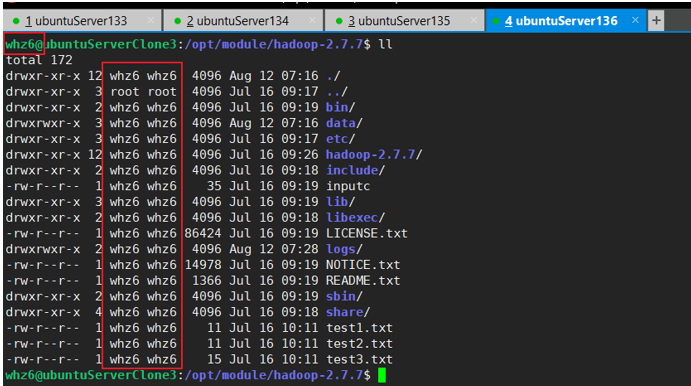 1 ubuntuServer133 2 ubuntuServer134 3 ubuntuServer135 4 ubuntuServer136
whz6@ubuntuServerClone3:/opt/module/hadoop-2.7.7$ ll
total 172
drwxr-xr-x 12 whz6 whz6 4096 Aug 12 07:16 ./
drwxr-xr-x 3 root root 4096 Jul 16 09:17 ../
drwxr-xr-x 2 whz6 whz6 4096 Jul 16 09:19 bin/
drwxrwxr-x 3 whz6 whz6 4096 Aug 12 07:16 data/
drwxr-xr-x 3 whz6 whz6 4096 Jul 16 09:17 etc/
drwxr-xr-x 12 whz6 whz6 4096 Jul 16 09:26 hadoop-2.7.7/
drwxr-xr-x 2 whz6 whz6 4096 Jul 16 09:18 include/
-rw-r--r-- 1 whz6 whz6 35 Jul 16 09:19 inputc
drwxr-xr-x 3 whz6 whz6 4096 Jul 16 09:19 lib/
drwxr-xr-x 2 whz6 whz6 4096 Jul 16 09:18 libexec/
-rw-r--r-- 1 whz6 whz6 86424 Jul 16 09:19 LICENSE.txt
drwxrwxr-x 2 whz6 whz6 4096 Aug 12 07:28 logs/
-rw-r--r-- 1 whz6 whz6 14978 Jul 16 09:19 NOTICE.txt
-rw-r--r-- 1 whz6 whz6 1366 Jul 16 09:19 README.txt
drwxr-xr-x 2 whz6 whz6 4096 Jul 16 09:19 sbin/
drwxr-xr-x 4 whz6 whz6 4096 Jul 16 09:18 share/
-rw-r--r-- 1 whz6 whz6 11 Jul 16 10:11 test1.txt
-rw-r--r-- 1 whz6 whz6 11 Jul 16 10:11 test2.txt
-rw-r--r-- 1 whz6 whz6 15 Jul 16 10:11 test3.txt
whz6@ubuntuServerClone3:/opt/module/hadoop-2.7.7$